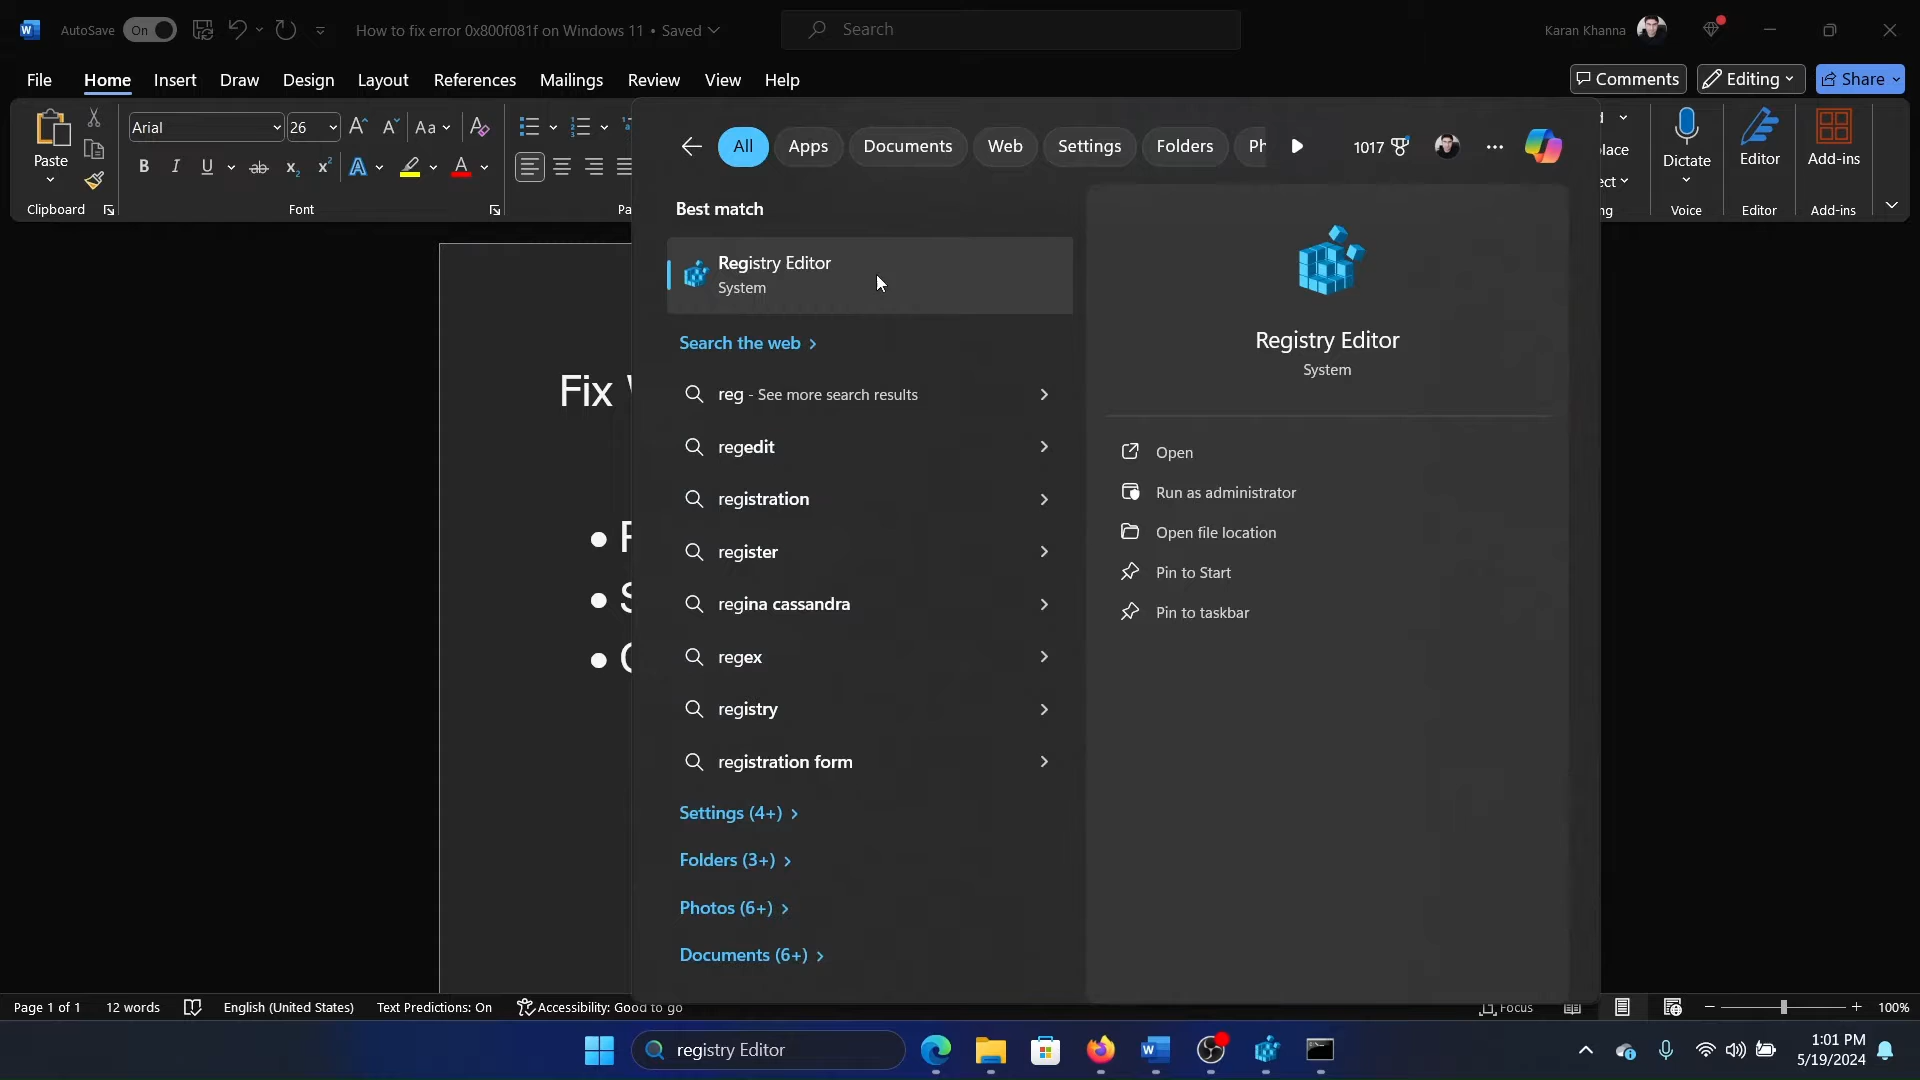 AutoSave On How to fix error 0x800f081f on Windows 11 • Saved Search Karan Khanna
File Home Insert Draw Design Layout References Mailings Review View Help Comments Editing Share
Arial 26 Aa
Paste Dictate Editor Add-ins
Clipboard Font Voice Editor Add-ins
All Apps Documents Web Settings Folders 1017
Best match
Registry Editor
System
Search the web
reg - See more search results
regedit
registration
register
regina cassandra
regex
registry
registration form
Settings (4+)
Folders (3+)
Photos (6+)
Documents (6+)
Registry Editor
System
Open
Run as administrator
Open file location
Pin to Start
Pin to taskbar
Fix
Page 1 of 1 12 words English (United States) Text Predictions: On Accessibility: Good to go Focus 100%
registry Editor
1:01 PM
5/19/2024